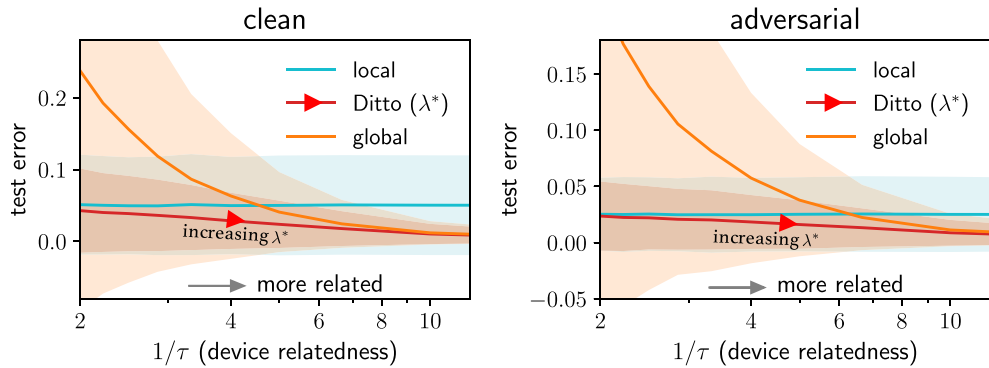 clean
test error
0.2
0.1
0.0
local
Ditto (λ*)
global
increasing λ*
more related
2
4
6
8
10
1/τ (device relatedness)
adversarial
test error
0.15
0.10
0.05
0.00
−0.05
local
Ditto (λ*)
global
increasing λ*
more related
2
4
6
8
10
1/τ (device relatedness)